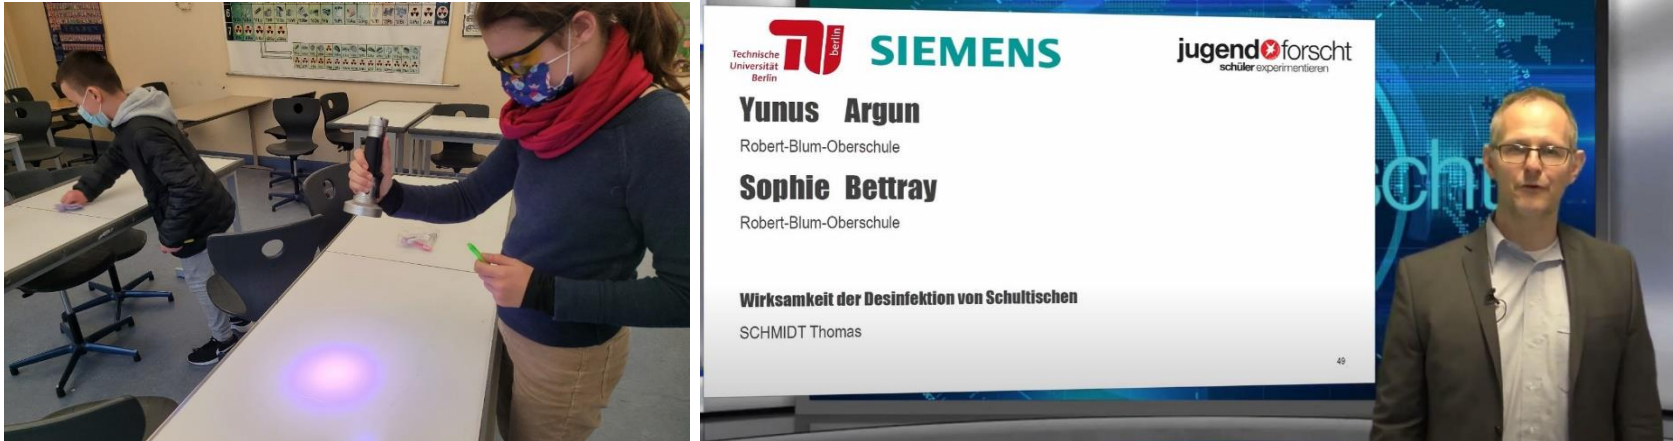 Technische
Universität
Berlin
berlin
SIEMENS
jugend forscht
schüler experimentieren
Yunus Argun
Robert-Blum-Oberschule
Sophie Bettray
Robert-Blum-Oberschule
Wirksamkeit der Desinfektion von Schultischen
SCHMIDT Thomas
49